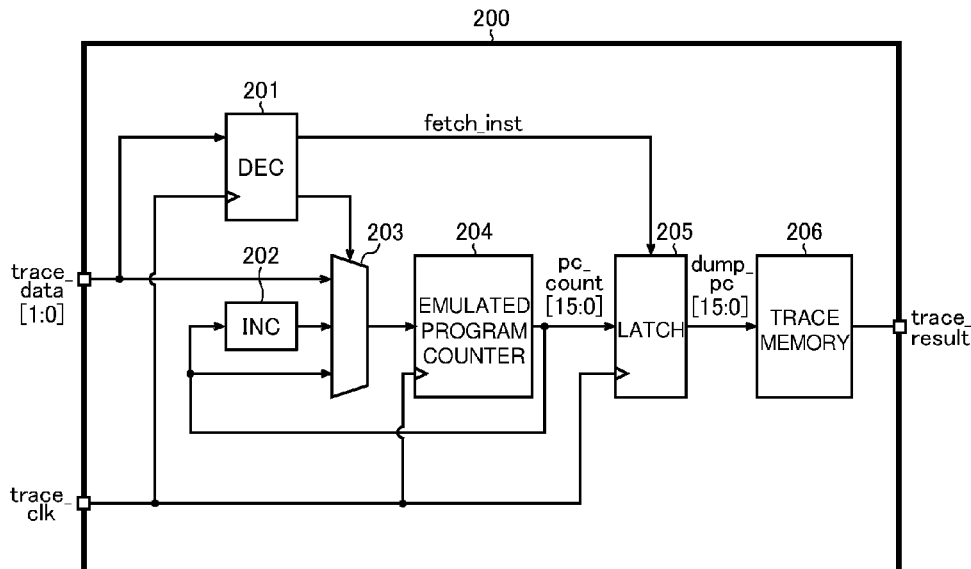 200
201
DEC
fetch_inst
202
203
204
205
206
trace_
data
[1:0]
INC
EMULATED
PROGRAM
COUNTER
pc_
count
[15:0]
LATCH
dump_
pc
[15:0]
TRACE
MEMORY
trace_
result
trace_
clk